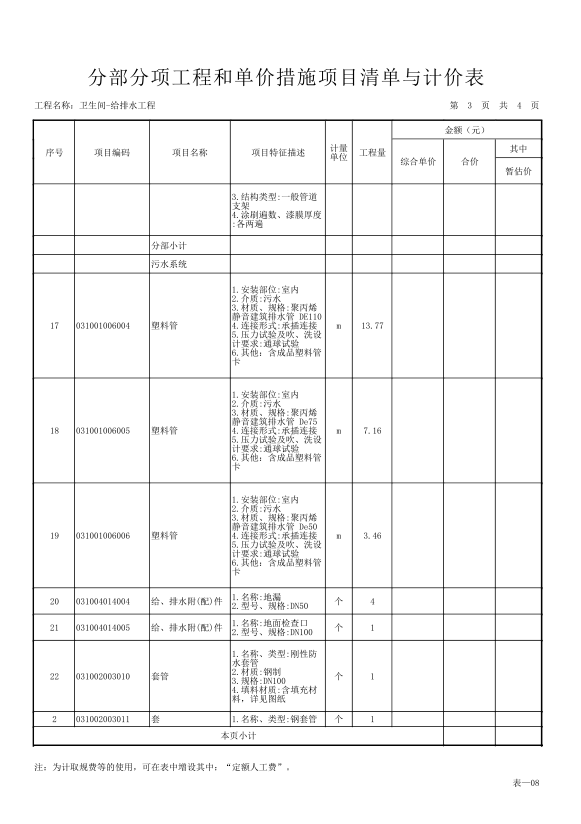 分部分项工程和单价措施项目清单与计价表
工程名称: 卫生间-给排水工程 第 3 页 共 4 页
序号 项目编码 项目名称 项目特征描述 计量单位 工程量 金额（元）
综合单价 合价 其中
暂估价
3.结构类型:一般管道
支架
4.涂刷遍数、漆膜厚度
:各两遍
分部小计
污水系统
1.安装部位:室内
2.介质:污水
3.材质、规格:聚丙烯
静音建筑排水管 DE110
17 031001006004 塑料管 4.连接形式:承插连接 m 13.77
5.压力试验及吹、洗设
计要求:通球试验
6.其他: 含成品塑料管
卡
1.安装部位:室内
2.介质:污水
3.材质、规格:聚丙烯
静音建筑排水管 De75
18 031001006005 塑料管 4.连接形式:承插连接 m 7.16
5.压力试验及吹、洗设
计要求:通球试验
6.其他: 含成品塑料管
卡
1.安装部位:室内
2.介质:污水
3.材质、规格:聚丙烯
静音建筑排水管 De50
19 031001006006 塑料管 4.连接形式:承插连接 m 3.46
5.压力试验及吹、洗设
计要求:通球试验
6.其他: 含成品塑料管
卡
20 031004014004 给、排水附(配)件 1.名称:地漏 个 4
2.型号、规格:DN50
21 031004014005 给、排水附(配)件 1.名称:地面检查口 个 1
2.型号、规格:DN100
1.名称、类型:刚性防
水套管
22 031002003010 套管 2.材质:钢制 个 1
3.规格:DN100
4.填料材质:含填充材
料，详见图纸
2 031002003011 套 1.名称、类型:钢套管 个 1
本页小计
注: 为计取规费等的使用，可在表中增设其中: “定额人工费”。
表—08